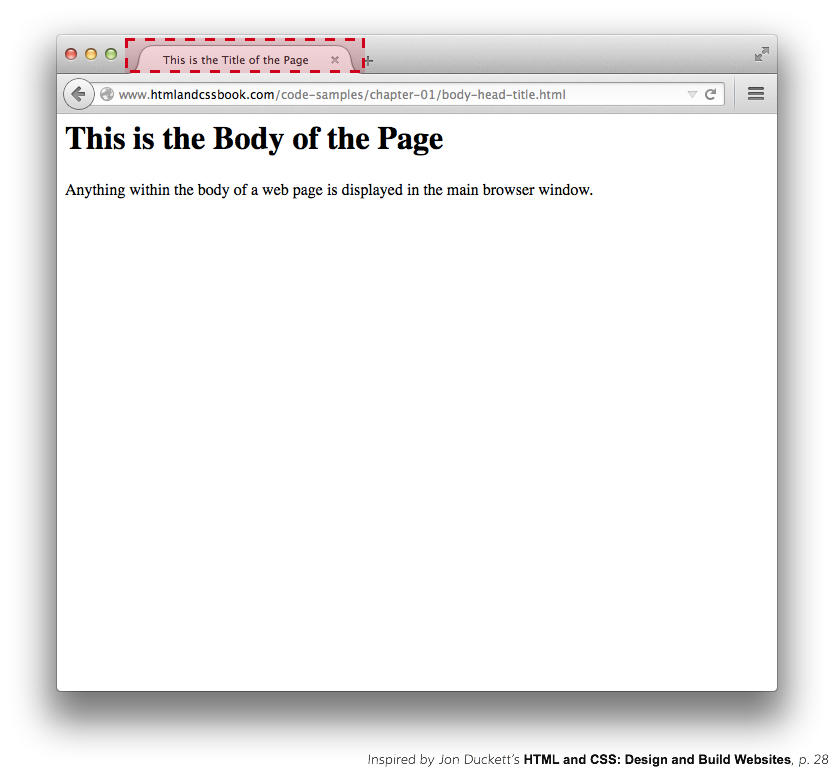 This is the Title of the Page
www.htmlandcssbook.com/code-samples/chapter-01/body-head-title.html
This is the Body of the Page
Anything within the body of a web page is displayed in the main browser window.
Inspired by Jon Duckett’s HTML and CSS: Design and Build Websites, p. 28